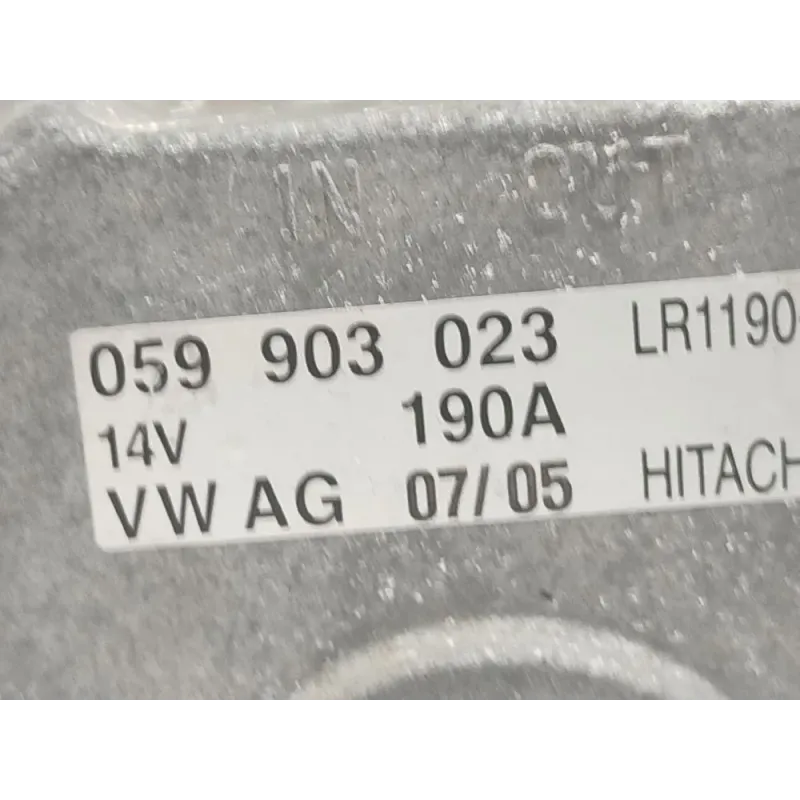 IN OUT
059 903 023 LR1190
14V 190A
VW AG 07/05 HITACH